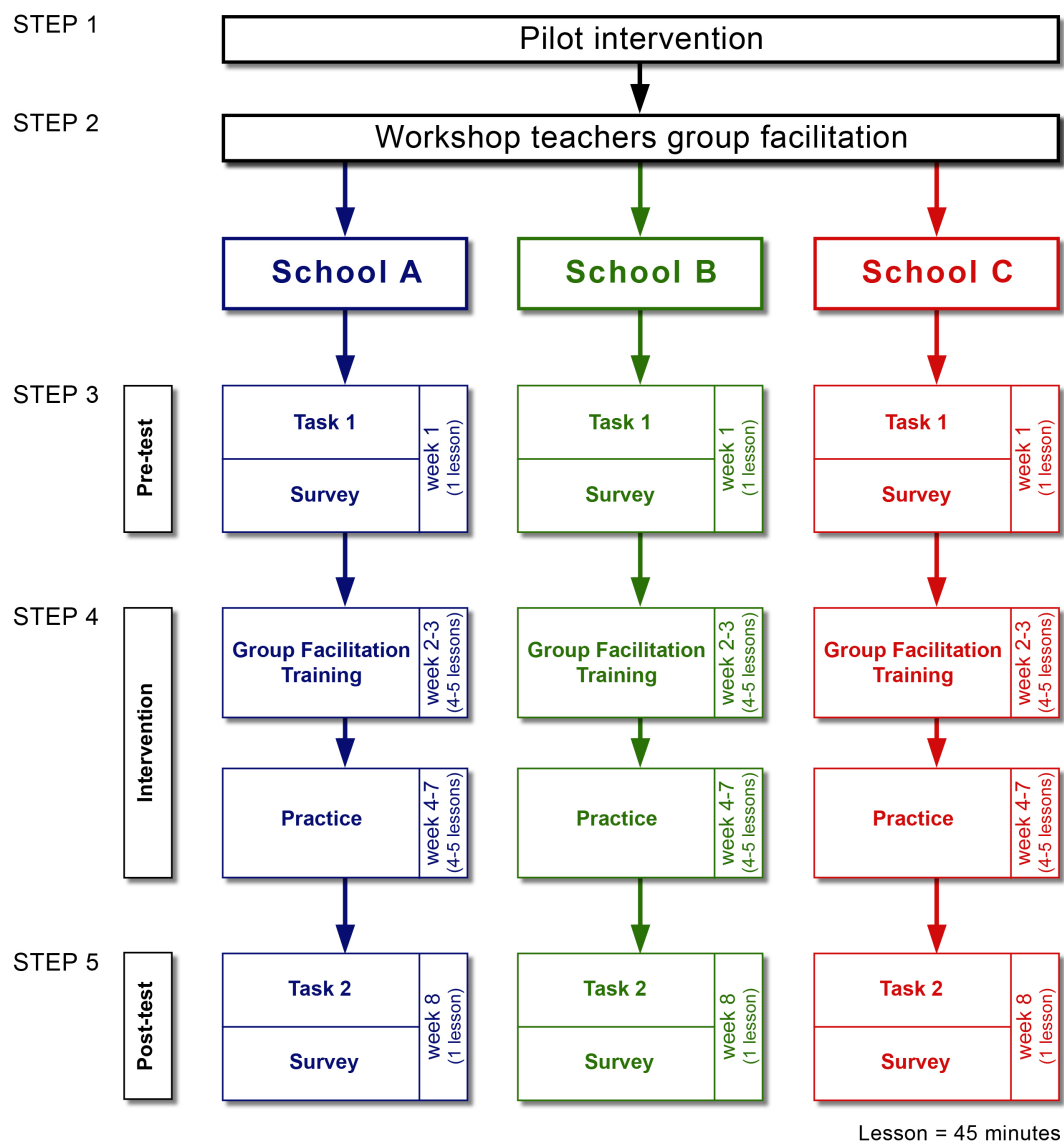 STEP 1
Pilot intervention
STEP 2
Workshop teachers group facilitation
School A
School B
School C
STEP 3
Pre-test
Task 1
Survey
week 1
(1 lesson)
Task 1
Survey
week 1
(1 lesson)
Task 1
Survey
week 1
(1 lesson)
STEP 4
Intervention
Group Facilitation
Training
week 2-3
(4-5 lessons)
Group Facilitation
Training
week 2-3
(4-5 lessons)
Group Facilitation
Training
week 2-3
(4-5 lessons)
Practice
week 4-7
(4-5 lessons)
Practice
week 4-7
(4-5 lessons)
Practice
week 4-7
(4-5 lessons)
STEP 5
Post-test
Task 2
Survey
week 8
(1 lesson)
Task 2
Survey
week 8
(1 lesson)
Task 2
Survey
week 8
(1 lesson)
Lesson = 45 minutes